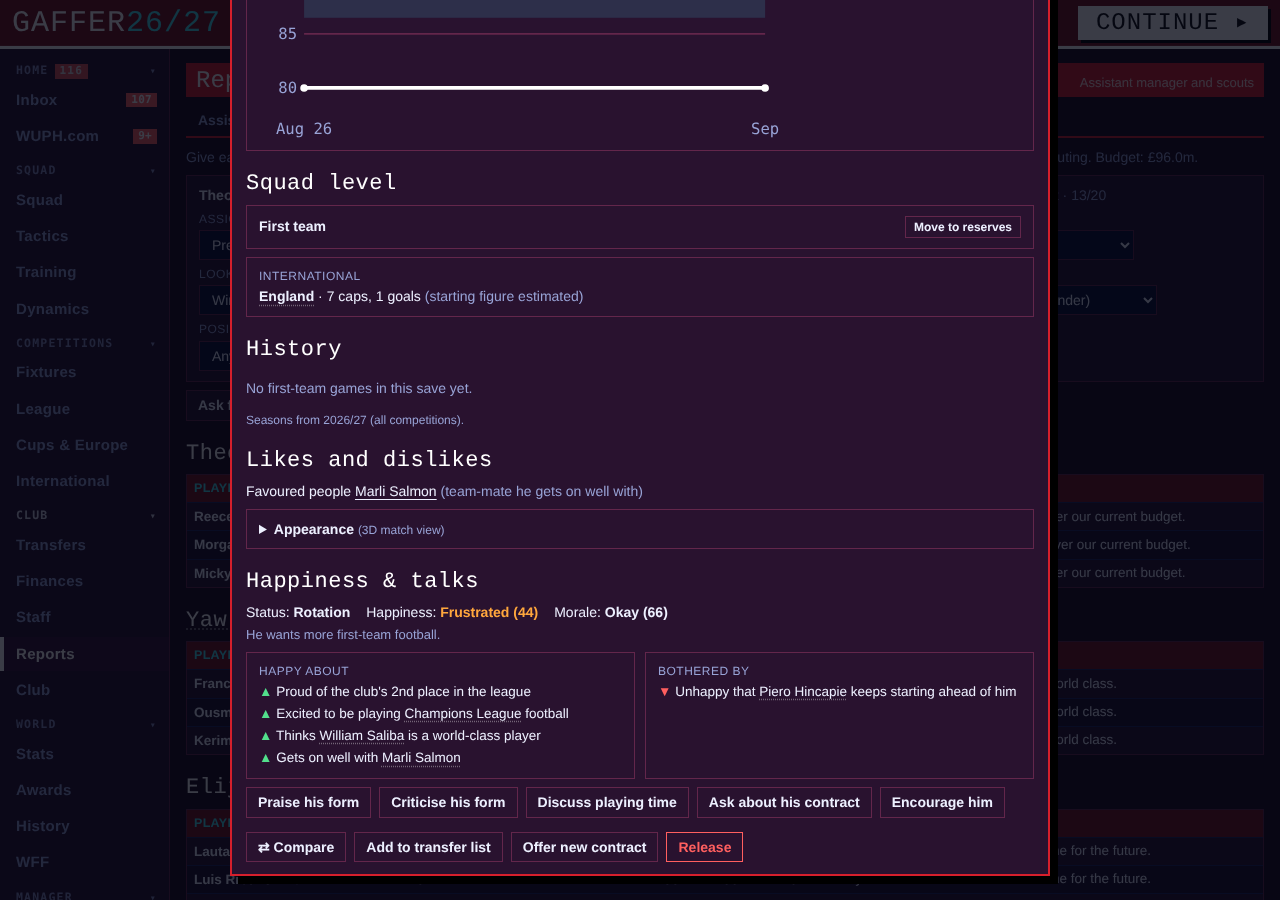 GAFFER26/27
CONTINUE ►
HOME 116
Inbox 107
WUPH.com 9+
SQUAD
Squad
Tactics
Training
Dynamics
COMPETITIONS
Fixtures
League
Cups & Europe
International
CLUB
Transfers
Finances
Staff
Reports
Club
WORLD
Stats
Awards
History
WFF
MANAGER
Assistant manager and scouts
Budget: £96.0m.
· 13/20
85
80
Aug 26 Sep
Squad level
First team Move to reserves
INTERNATIONAL
England · 7 caps, 1 goals (starting figure estimated)
History
No first-team games in this save yet.
Seasons from 2026/27 (all competitions).
Likes and dislikes
Favoured people Marli Salmon (team-mate he gets on well with)
▶ Appearance (3D match view)
Happiness & talks
Status: Rotation Happiness: Frustrated (44) Morale: Okay (66)
He wants more first-team football.
HAPPY ABOUT
▲ Proud of the club's 2nd place in the league
▲ Excited to be playing Champions League football
▲ Thinks William Saliba is a world-class player
▲ Gets on well with Marli Salmon
BOTHERED BY
▼ Unhappy that Piero Hincapie keeps starting ahead of him
Praise his form Criticise his form Discuss playing time Ask about his contract Encourage him
⇄ Compare Add to transfer list Offer new contract Release
our current budget.
our current budget.
our current budget.
class.
class.
class.
for the future.
for the future.